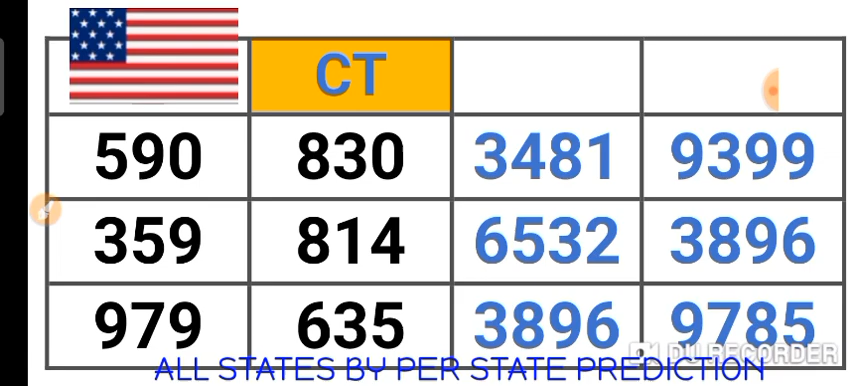 CT
590 830 3481 9399
359 814 6532 3896
979 635 3896 9785
DU RECORDER
ALL STATES BY PER STATE PREDICTION